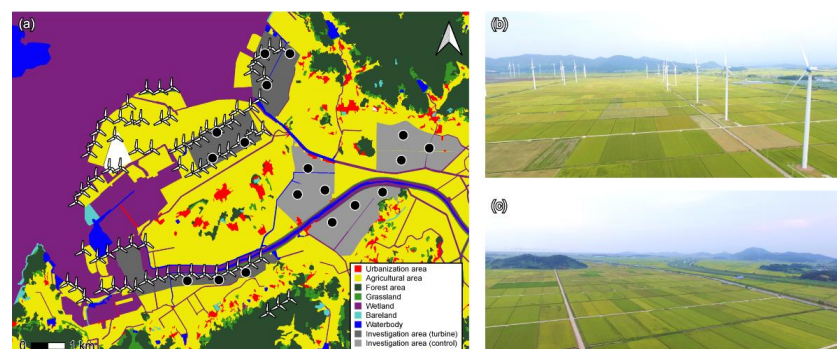 (a)
Urbanization area
Agricultural area
Forest area
Grassland
Wetland
Bareland
Waterbody
Investigation area (turbine)
Investigation area (control)
0 1 km
(b)
(c)